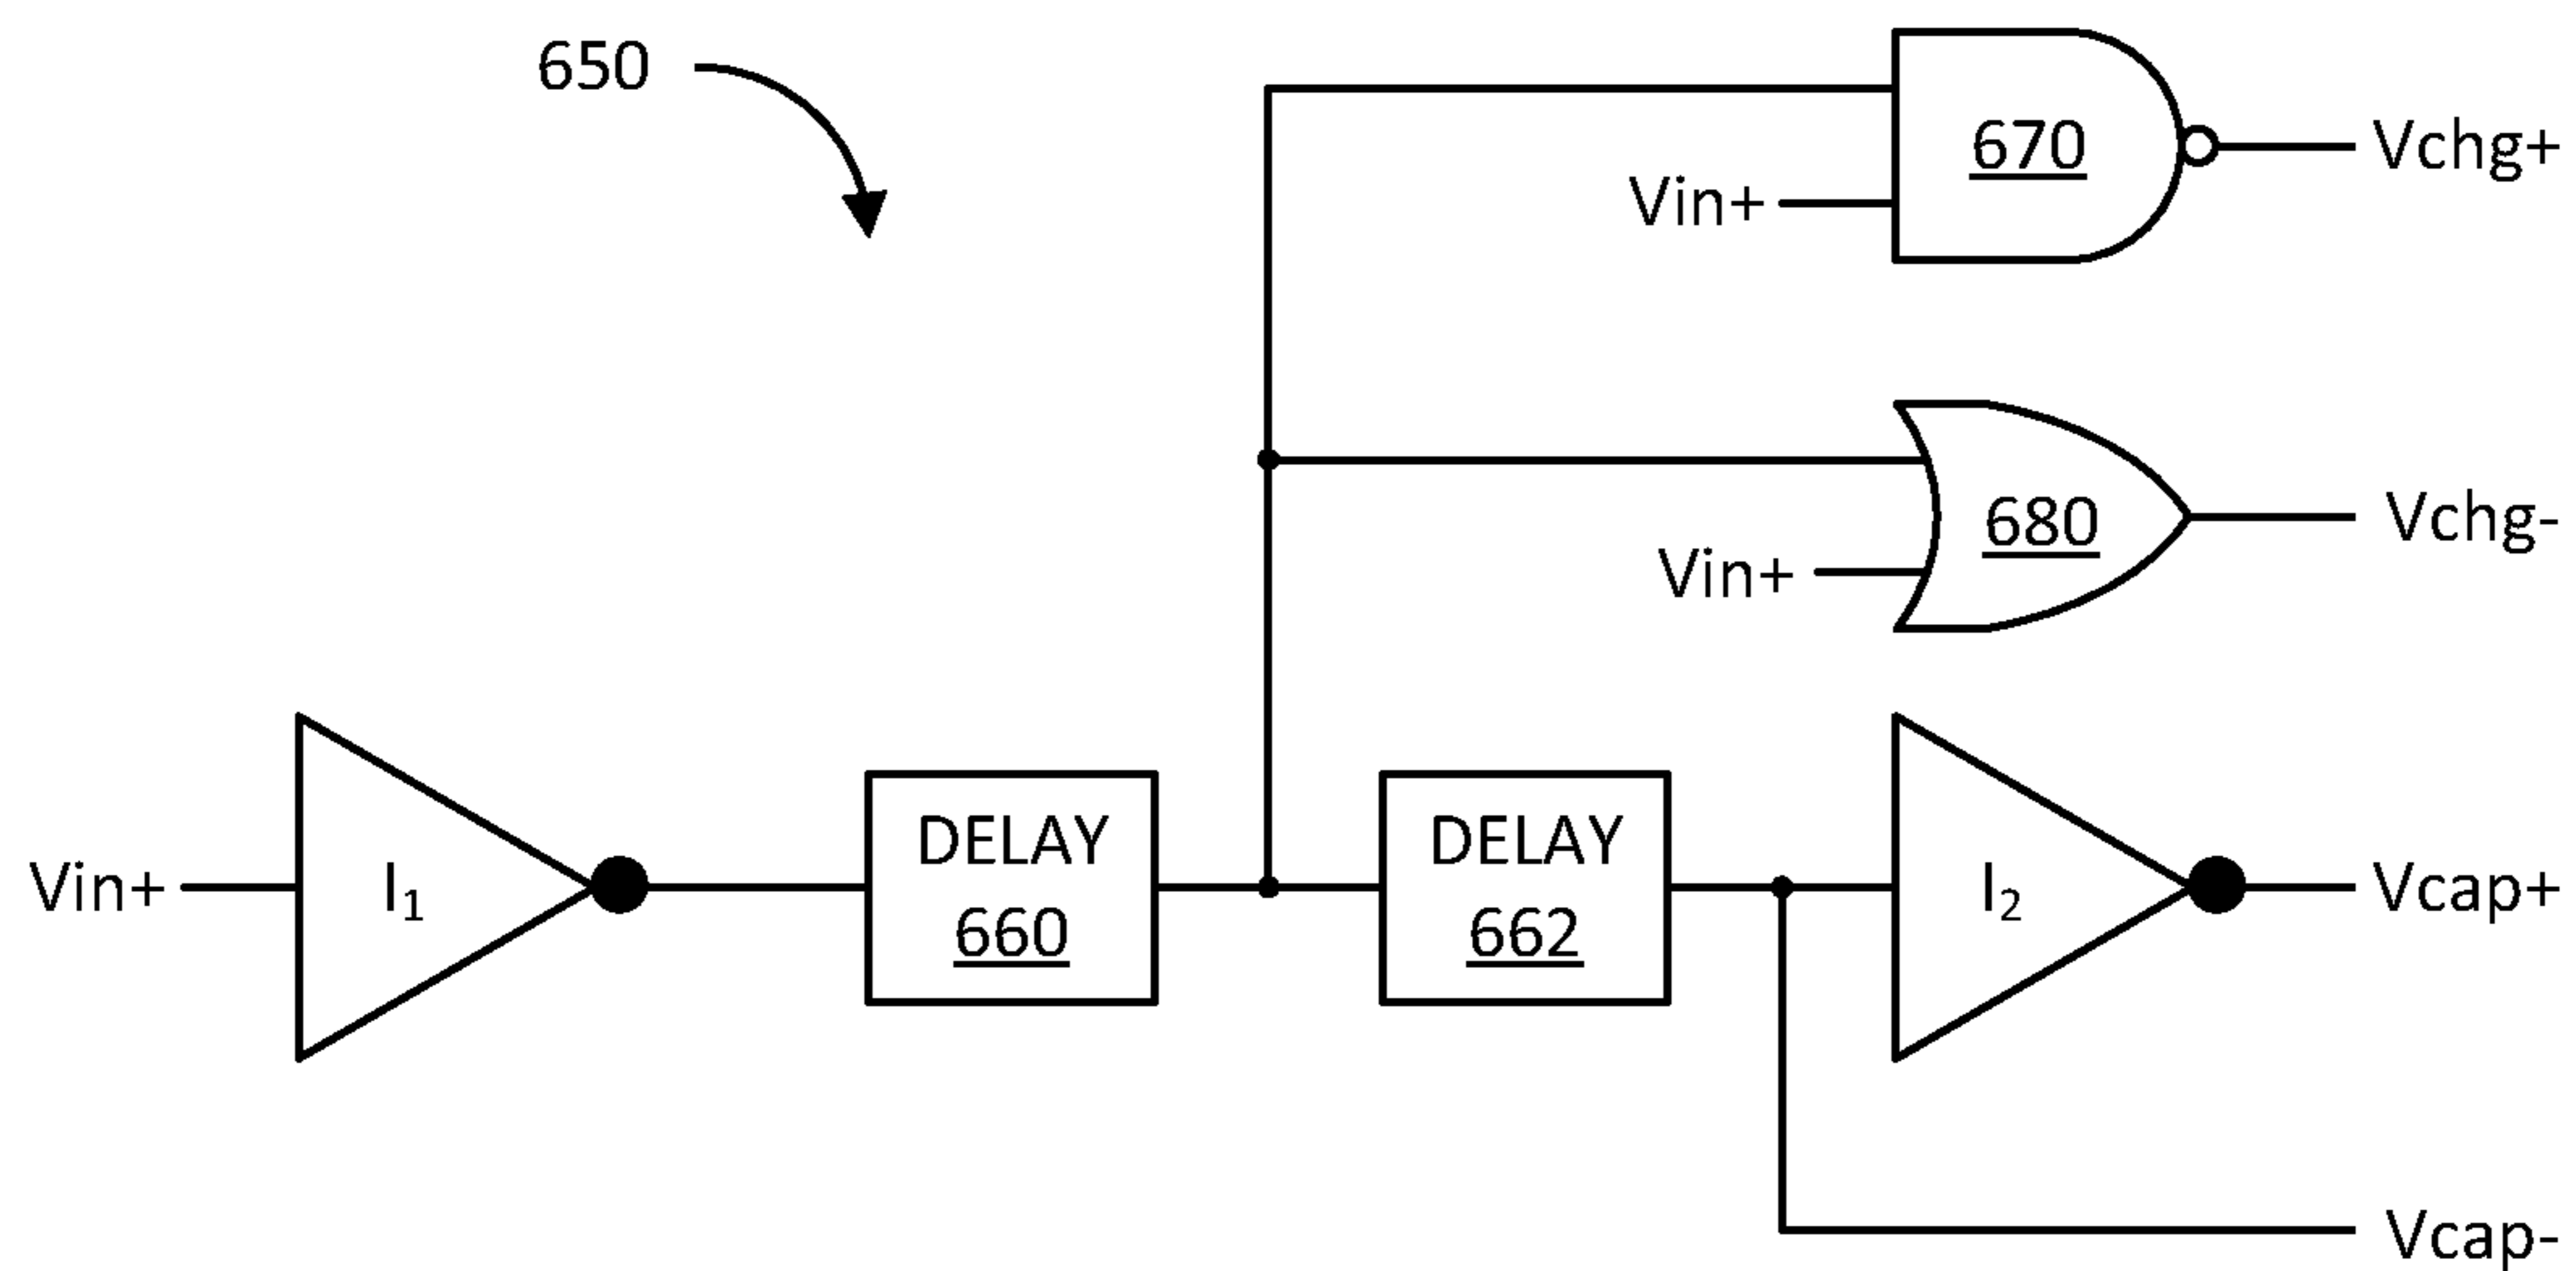 650
670
Vchg+
Vin+
680
Vchg-
Vin+
Vin+
I1
DELAY
660
DELAY
662
I2
Vcap+
Vcap-